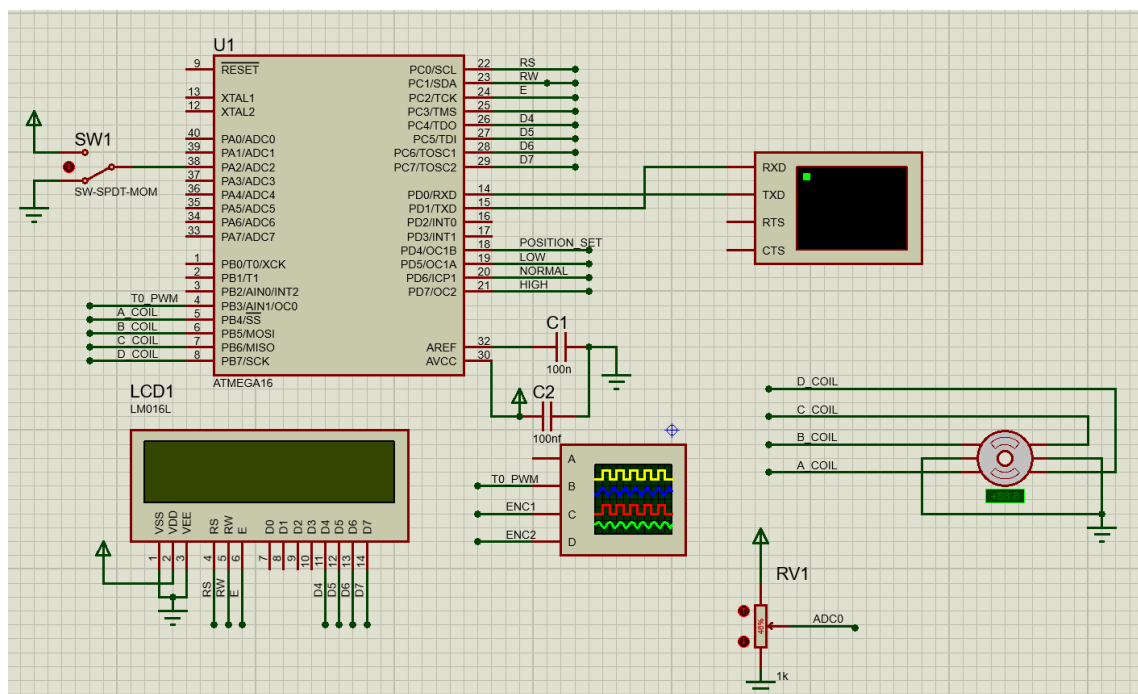 U1
9 RESET
13 XTAL1
12 XTAL2
40 PA0/ADC0
39 PA1/ADC1
38 PA2/ADC2
37 PA3/ADC3
36 PA4/ADC4
35 PA5/ADC5
34 PA6/ADC6
33 PA7/ADC7
1 PB0/T0/XCK
2 PB1/T1
3 PB2/AIN0/INT2
T0_PWM 4 PB3/AIN1/OC0
A_COIL 5 PB4/SS
B_COIL 6 PB5/MOSI
C_COIL 7 PB6/MISO
D_COIL 8 PB7/SCK
PC0/SCL 22 RS
PC1/SDA 23 RW
PC2/TCK 24 E
PC3/TMS 25
PC4/TDO 26 D4
PC5/TDI 27 D5
PC6/TOSC1 28 D6
PC7/TOSC2 29 D7
PD0/RXD 14
PD1/TXD 15
PD2/INT0 16
PD3/INT1 17
PD4/OC1B 18 POSITION_SET
PD5/OC1A 19 LOW
PD6/ICP1 20 NORMAL
PD7/OC2 21 HIGH
AREF 32
AVCC 30
ATMEGA16
SW1
SW-SPDT-MOM
RXD
TXD
RTS
CTS
C1
100n
C2
100nf
LCD1
LM016L
VSS VDD VEE RS RW E D0 D1 D2 D3 D4 D5 D6 D7
1 2 3 4 5 6 7 8 9 10 11 12 13 14
RS RW E D4 D5 D6 D7
A
T0_PWM B
ENC1 C
ENC2 D
D_COIL
C_COIL
B_COIL
A_COIL
+88.8
RV1
46%
ADC0
1k